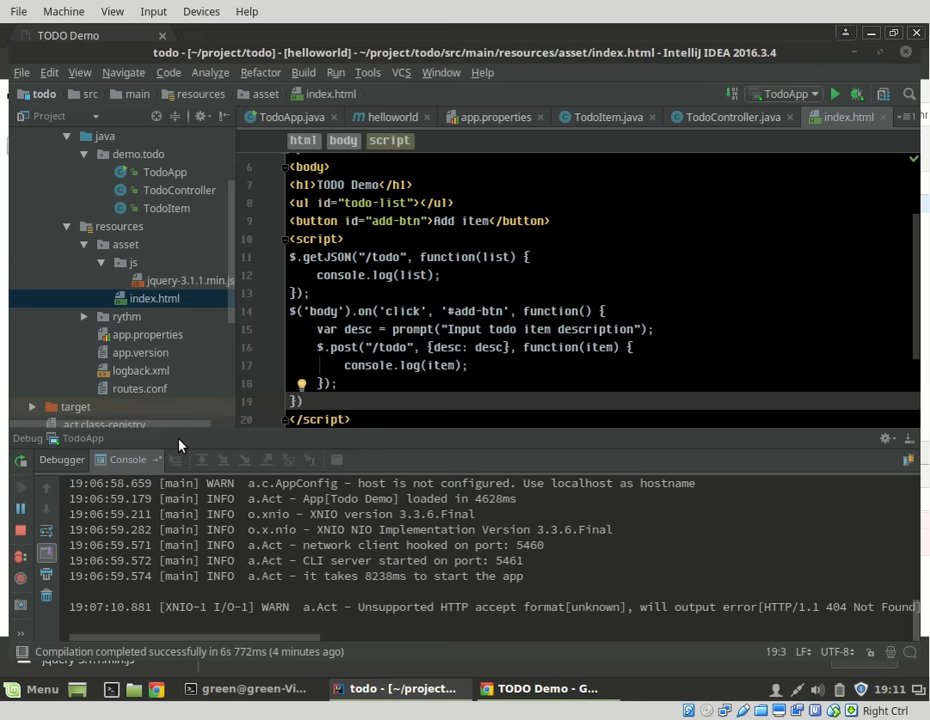 File Machine View Input Devices Help
TODO Demo
todo - [~/project/todo] - [helloworld] - ~/project/todo/src/main/resources/asset/index.html - IntelliJ IDEA 2016.3.4
File Edit View Navigate Code Analyze Refactor Build Run Tools VCS Window Help
todo src main resources asset index.html TodoApp
Project TodoApp.java helloworld app.properties TodoItem.java TodoController.java index.html
html body script
java
demo.todo
TodoApp
TodoController
TodoItem
resources
asset
js
jquery-3.1.1.min.js
index.html
rythm
app.properties
app.version
logback.xml
routes.conf
target
act.class-registry
6 <body>
7 <h1>TODO Demo</h1>
8 <ul id="todo-list"></ul>
9 <button id="add-btn">Add item</button>
10 <script>
11 $.getJSON("/todo", function(list) {
12 console.log(list);
13 });
14 $('body').on('click', '#add-btn', function() {
15 var desc = prompt("Input todo item description");
16 $.post("/todo", {desc: desc}, function(item) {
17 console.log(item);
18 });
19 })
20 </script>
Debug TodoApp
Debugger Console
19:06:58.659 [main] WARN a.c.AppConfig - host is not configured. Use localhost as hostname
19:06:59.179 [main] INFO a.Act - App[Todo Demo] loaded in 4628ms
19:06:59.211 [main] INFO o.xnio - XNIO version 3.3.6.Final
19:06:59.282 [main] INFO o.x.nio - XNIO NIO Implementation Version 3.3.6.Final
19:06:59.571 [main] INFO a.Act - network client hooked on port: 5460
19:06:59.572 [main] INFO a.Act - CLI server started on port: 5461
19:06:59.574 [main] INFO a.Act - it takes 8238ms to start the app
19:07:10.881 [XNIO-1 I/O-1] WARN a.Act - Unsupported HTTP accept format[unknown], will output error[HTTP/1.1 404 Not Found]
Compilation completed successfully in 6s 772ms (4 minutes ago) 19:3 LF÷ UTF-8÷
jquery-3.1.1.min.js
Menu green@green-Vi... todo - [~/project... TODO Demo - G... 19:11
Right Ctrl